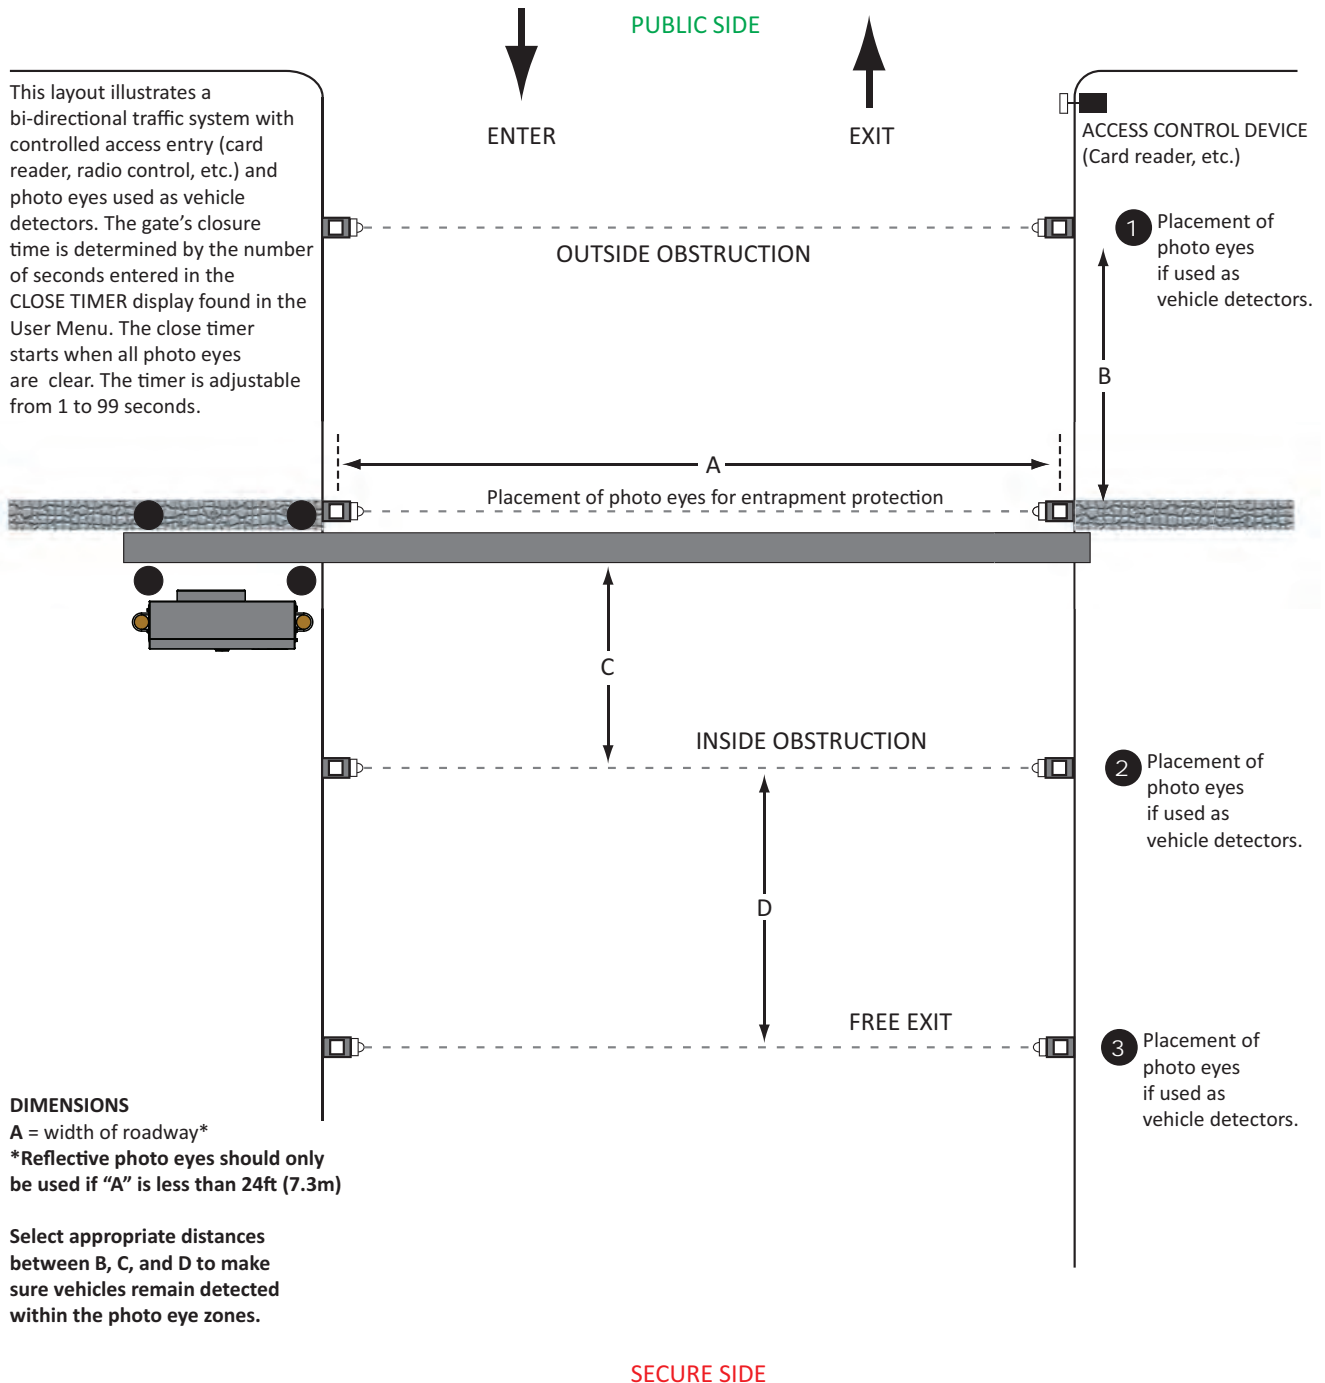 PUBLIC SIDE
This layout illustrates a
bi-directional traffic system with
controlled access entry (card
reader, radio control, etc.) and
photo eyes used as vehicle
detectors. The gate's closure
time is determined by the number
of seconds entered in the
CLOSE TIMER display found in the
User Menu. The close timer
starts when all photo eyes
are clear. The timer is adjustable
from 1 to 99 seconds.
ENTER
EXIT
ACCESS CONTROL DEVICE
(Card reader, etc.)
OUTSIDE OBSTRUCTION
1
Placement of
photo eyes
if used as
vehicle detectors.
B
A
Placement of photo eyes for entrapment protection
C
INSIDE OBSTRUCTION
2
Placement of
photo eyes
if used as
vehicle detectors.
D
FREE EXIT
3
Placement of
photo eyes
if used as
vehicle detectors.
DIMENSIONS
A = width of roadway*
*Reflective photo eyes should only
be used if “A” is less than 24ft (7.3m)
Select appropriate distances
between B, C, and D to make
sure vehicles remain detected
within the photo eye zones.
SECURE SIDE